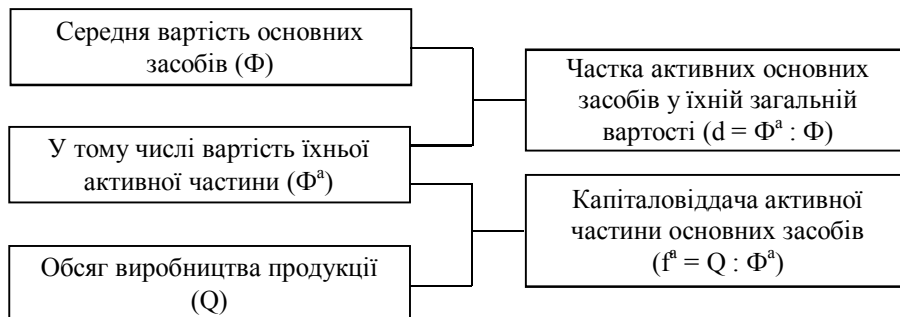 Середня вартість основних
засобів (Ф)
У тому числі вартість їхньої
активної частини (Фᵃ)
Обсяг виробництва продукції
(Q)
Частка активних основних
засобів у їхній загальній
вартості (d = Фᵃ : Ф)
Капіталовіддача активної
частини основних засобів
(fᵃ = Q : Фᵃ)